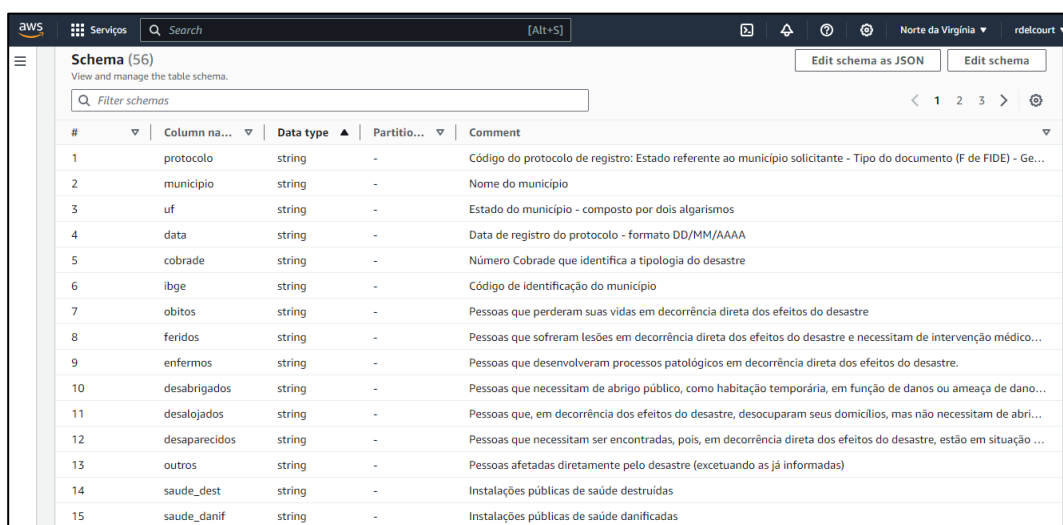 aws Serviços Search [Alt+S] Norte da Virgínia rdelcourt
Schema (56) Edit schema as JSON Edit schema
View and manage the table schema.
Filter schemas 1 2 3
# Column na... Data type Partitio... Comment
1 protocolo string - Código do protocolo de registro: Estado referente ao município solicitante - Tipo do documento (F de FIDE) - Ge...
2 municipio string - Nome do município
3 uf string - Estado do município - composto por dois algarismos
4 data string - Data de registro do protocolo - formato DD/MM/AAAA
5 cobrade string - Número Cobrade que identifica a tipologia do desastre
6 ibge string - Código de identificação do município
7 obitos string - Pessoas que perderam suas vidas em decorrência direta dos efeitos do desastre
8 feridos string - Pessoas que sofreram lesões em decorrência direta dos efeitos do desastre e necessitam de intervenção médico...
9 enfermos string - Pessoas que desenvolveram processos patológicos em decorrência direta dos efeitos do desastre.
10 desabrigados string - Pessoas que necessitam de abrigo público, como habitação temporária, em função de danos ou ameaça de dano...
11 desalojados string - Pessoas que, em decorrência dos efeitos do desastre, desocuparam seus domicílios, mas não necessitam de abri...
12 desaparecidos string - Pessoas que necessitam ser encontradas, pois, em decorrência direta dos efeitos do desastre, estão em situação ...
13 outros string - Pessoas afetadas diretamente pelo desastre (excetuando as já informadas)
14 saude_dest string - Instalações públicas de saúde destruídas
15 saude_danif string - Instalações públicas de saúde danificadas